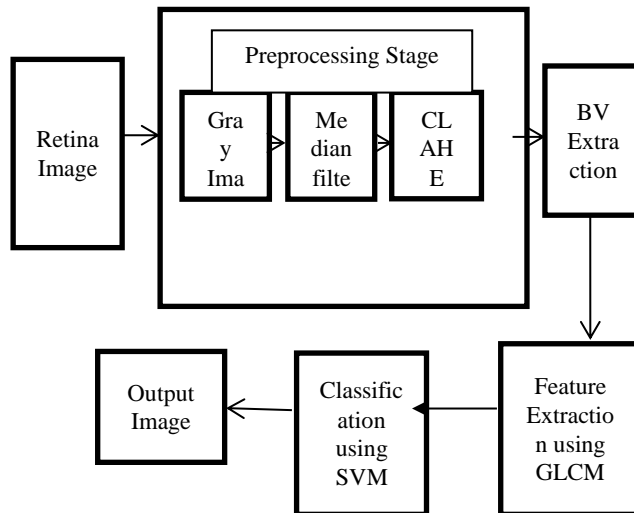 Preprocessing Stage
Retina
Image
Gra
y
Ima
Me
dian
filte
CL
AH
E
BV
Extra
ction
Feature
Extractio
n using
GLCM
Classific
ation
using
SVM
Output
Image